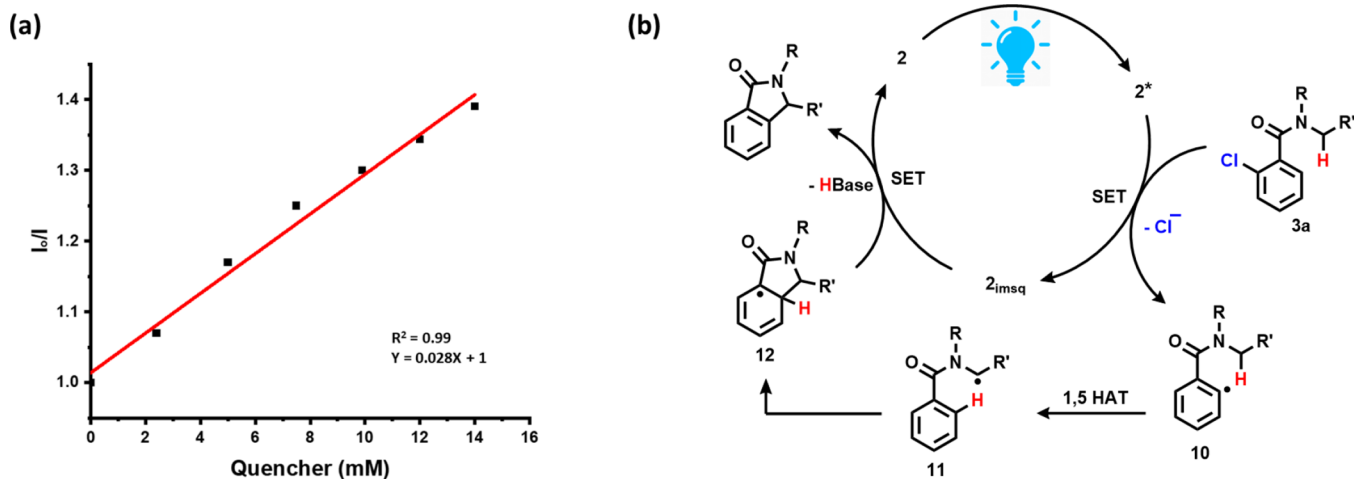 (a)
I₀/I
1.4
1.3
1.2
1.1
1.0
R² = 0.99
Y = 0.028X + 1
0 2 4 6 8 10 12 14 16
Quencher (mM)
(b)
2
2*
O
R
N
R'
O
R
N
R'
H
Cl
3a
SET
- Cl⁻
- HBase
SET
O
R
N
R'
H
12
2imsq
O
R
N
R'
H
11
1,5 HAT
O
R
N
R'
H
10